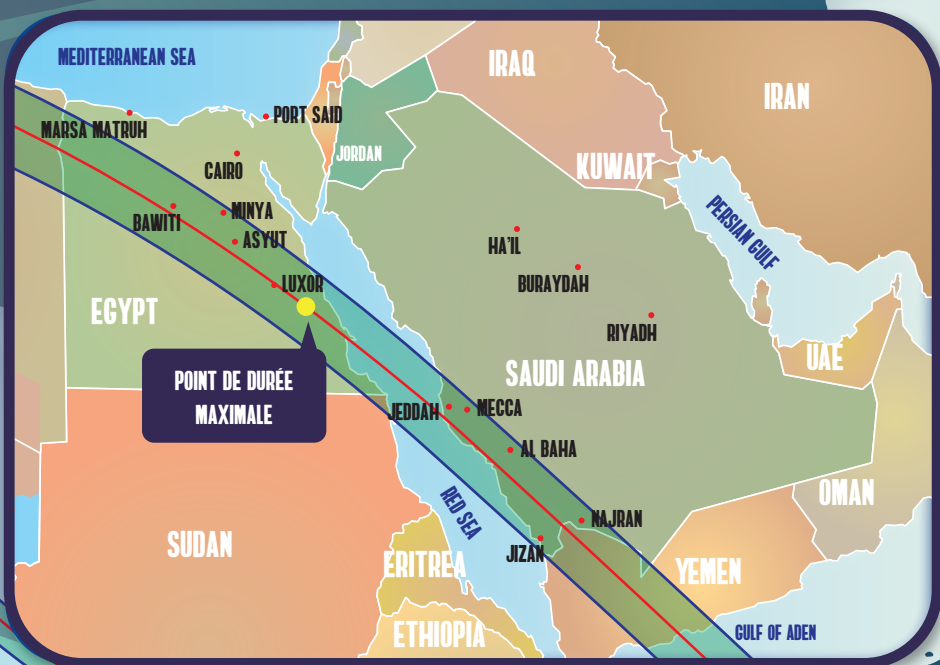 MEDITERRANEAN SEA
IRAQ
IRAN
PORT SAID
MARSA MATRUH
JORDAN
CAIRO
KUWAIT
MINYA
BAWITI
ASYUT
PERSIAN GULF
HA'IL
LUXOR
BURAYDAH
EGYPT
RIYADH
UAE
POINT DE DURÉE
MAXIMALE
SAUDI ARABIA
JEDDAH
MECCA
AL BAHA
OMAN
RED SEA
NAJRAN
SUDAN
JIZAN
ERITREA
YEMEN
ETHIOPIA
GULF OF ADEN